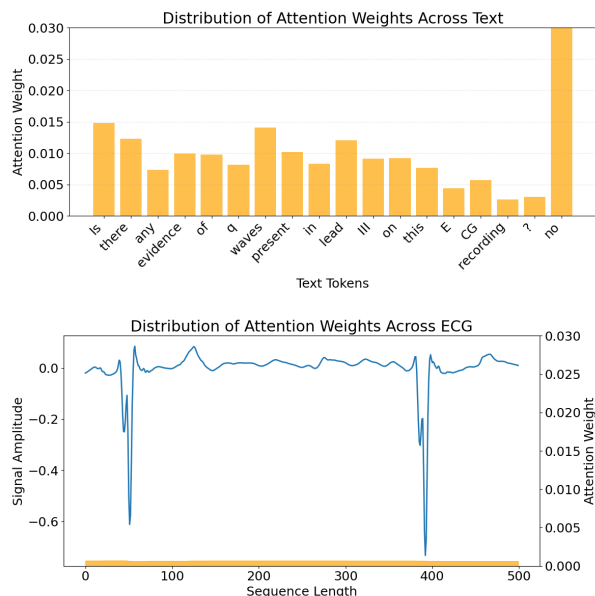 Distribution of Attention Weights Across Text
0.030
0.025
0.020
0.015
0.010
0.005
0.000
Attention Weight
Is there any evidence of q waves present in lead III on this E CG recording ? no
Text Tokens
Distribution of Attention Weights Across ECG
0.0
−0.2
−0.4
−0.6
Signal Amplitude
0.030
0.025
0.020
0.015
0.010
0.005
0.000
Attention Weight
0 100 200 300 400 500
Sequence Length